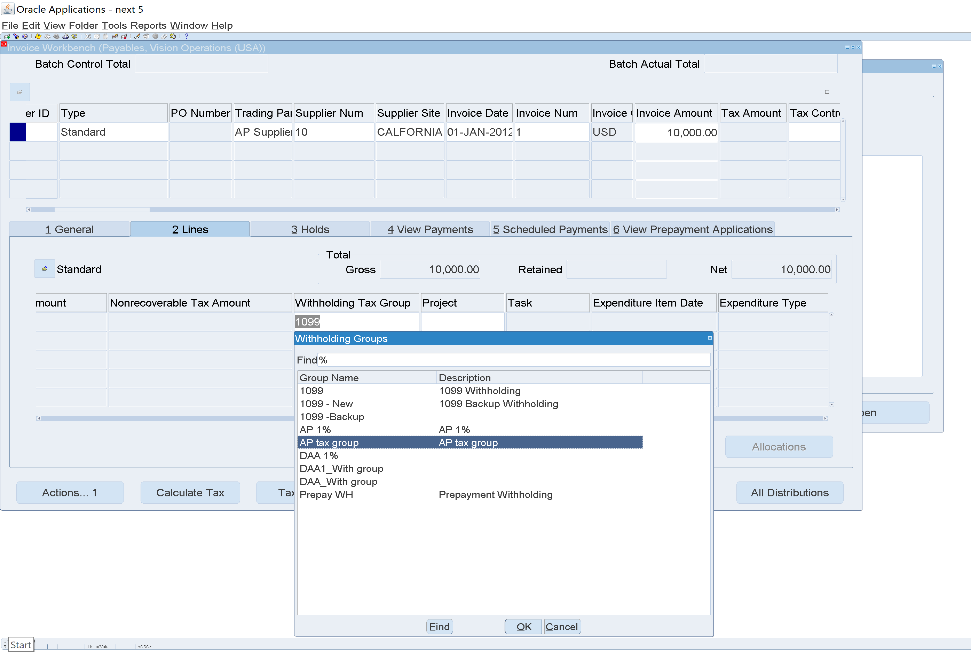 Oracle Applications - next 5
File Edit View Folder Tools Reports Window Help
Invoice Workbench (Payables, Vision Operations (USA))
Batch Control Total Batch Actual Total
er ID Type PO Number Trading Par Supplier Num Supplier Site Invoice Date Invoice Num Invoice Invoice Amount Tax Amount Tax Contr
Standard AP Supplier 10 CALFORNIA 01-JAN-2012 1 USD 10,000.00
1 General 2 Lines 3 Holds 4 View Payments 5 Scheduled Payments 6 View Prepayment Applications
Total
Standard Gross 10,000.00 Retained Net 10,000.00
mount Nonrecoverable Tax Amount Withholding Tax Group Project Task Expenditure Item Date Expenditure Type
1099
Withholding Groups
Find %
Group Name Description
1099 1099 Withholding
1099 - New 1099 Backup Withholding
1099 -Backup
AP 1% AP 1%
AP tax group AP tax group
DAA 1%
DAA1_With group
DAA_With group
Prepay WH Prepayment Withholding
Find OK Cancel
en
Allocations
Actions... 1 Calculate Tax Tax All Distributions
Start